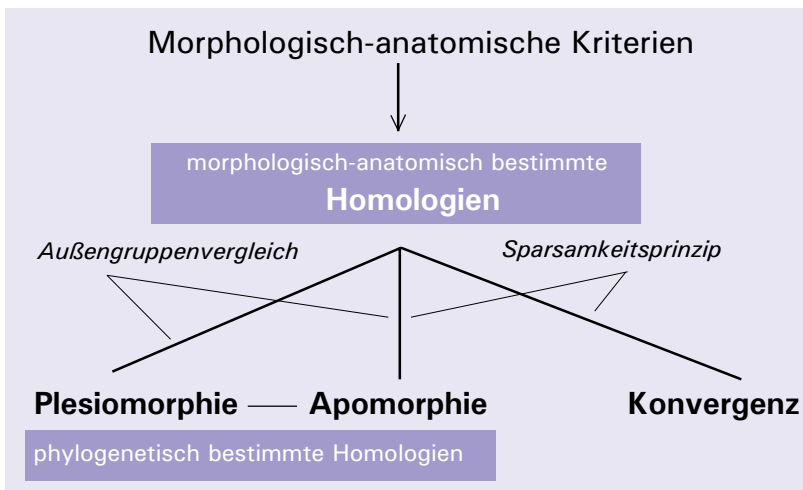 Morphologisch-anatomische Kriterien
morphologisch-anatomisch bestimmte
Homologien
Außengruppenvergleich
Sparsamkeitsprinzip
Plesiomorphie
Apomorphie
Konvergenz
phylogenetisch bestimmte Homologien